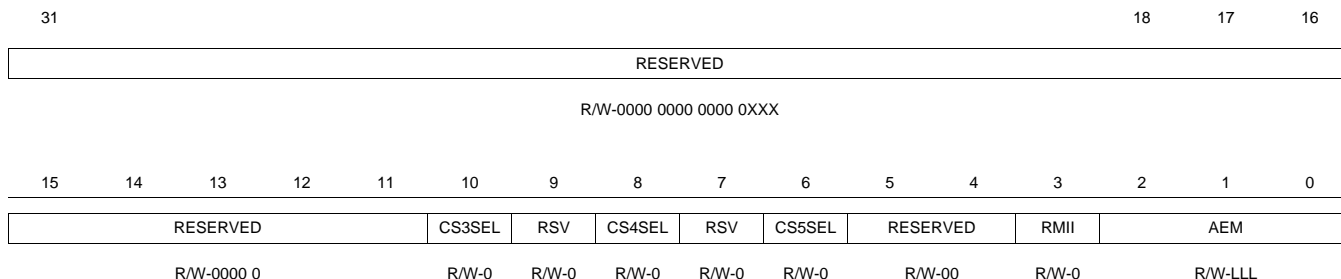 31 18 17 16
RESERVED
R/W-0000 0000 0000 0XXX
15 14 13 12 11 10 9 8 7 6 5 4 3 2 1 0
RESERVED CS3SEL RSV CS4SEL RSV CS5SEL RESERVED RMII AEM
R/W-0000 0 R/W-0 R/W-0 R/W-0 R/W-0 R/W-0 R/W-00 R/W-0 R/W-LLL